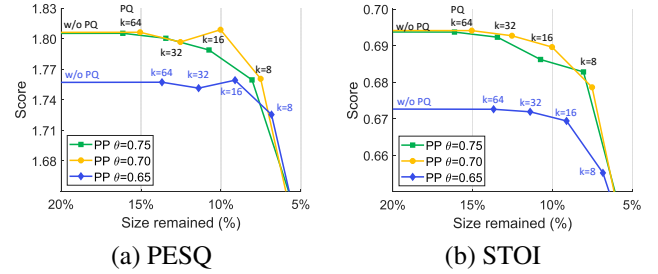 PQ
w/o PQ
k=64
k=32
k=16
k=8
w/o PQ
k=64
k=32
k=16
k=8
1.83
1.80
1.77
1.74
1.71
1.68
Score
PP θ=0.75
PP θ=0.70
PP θ=0.65
20%
15%
10%
5%
Size remained (%)
(a) PESQ
PQ
w/o PQ
k=64
k=32
k=16
k=8
w/o PQ
k=64
k=32
k=16
k=8
0.70
0.69
0.68
0.67
0.66
Score
PP θ=0.75
PP θ=0.70
PP θ=0.65
20%
15%
10%
5%
Size remained (%)
(b) STOI